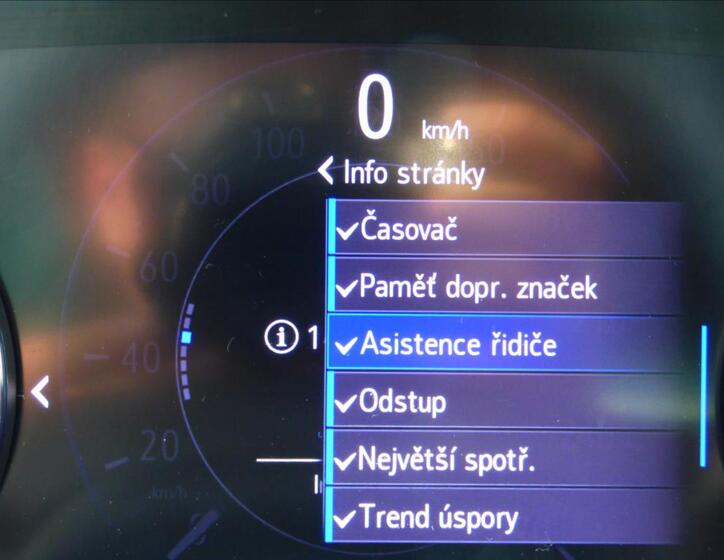 0 km/h
Info stránky
Časovač
Paměť dopr. značek
Asistence řidiče
Odstup
Největší spotř.
Trend úspory
100
80
60
40
20
km/h
i 1